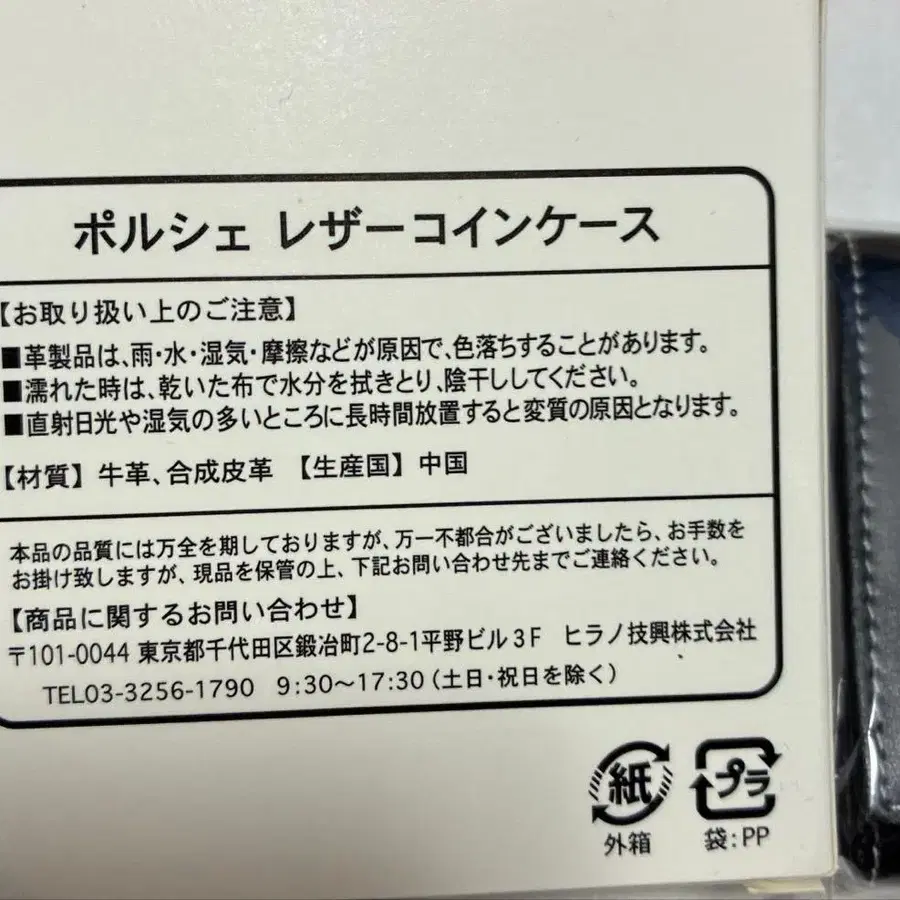 ポルシェ レザーコインケース
【お取り扱い上のご注意】
■革製品は、雨・水・湿気・摩擦などが原因で、色落ちすることがあります。
■濡れた時は、乾いた布で水分を拭きとり、陰干ししてください。
■直射日光や湿気の多いところに長時間放置すると変質の原因となります。
【材質】牛革、合成皮革 【生産国】中国
本品の品質には万全を期しておりますが、万一不都合がございましたら、お手数を
お掛け致しますが、現品を保管の上、下記お問い合わせ先までご連絡ください。
【商品に関するお問い合わせ】
〒101-0044 東京都千代田区鍛冶町2-8-1平野ビル3F ヒラノ技興株式会社
TEL03-3256-1790 9:30〜17:30(土日・祝日を除く)
紙 プラ
外箱 袋:PP